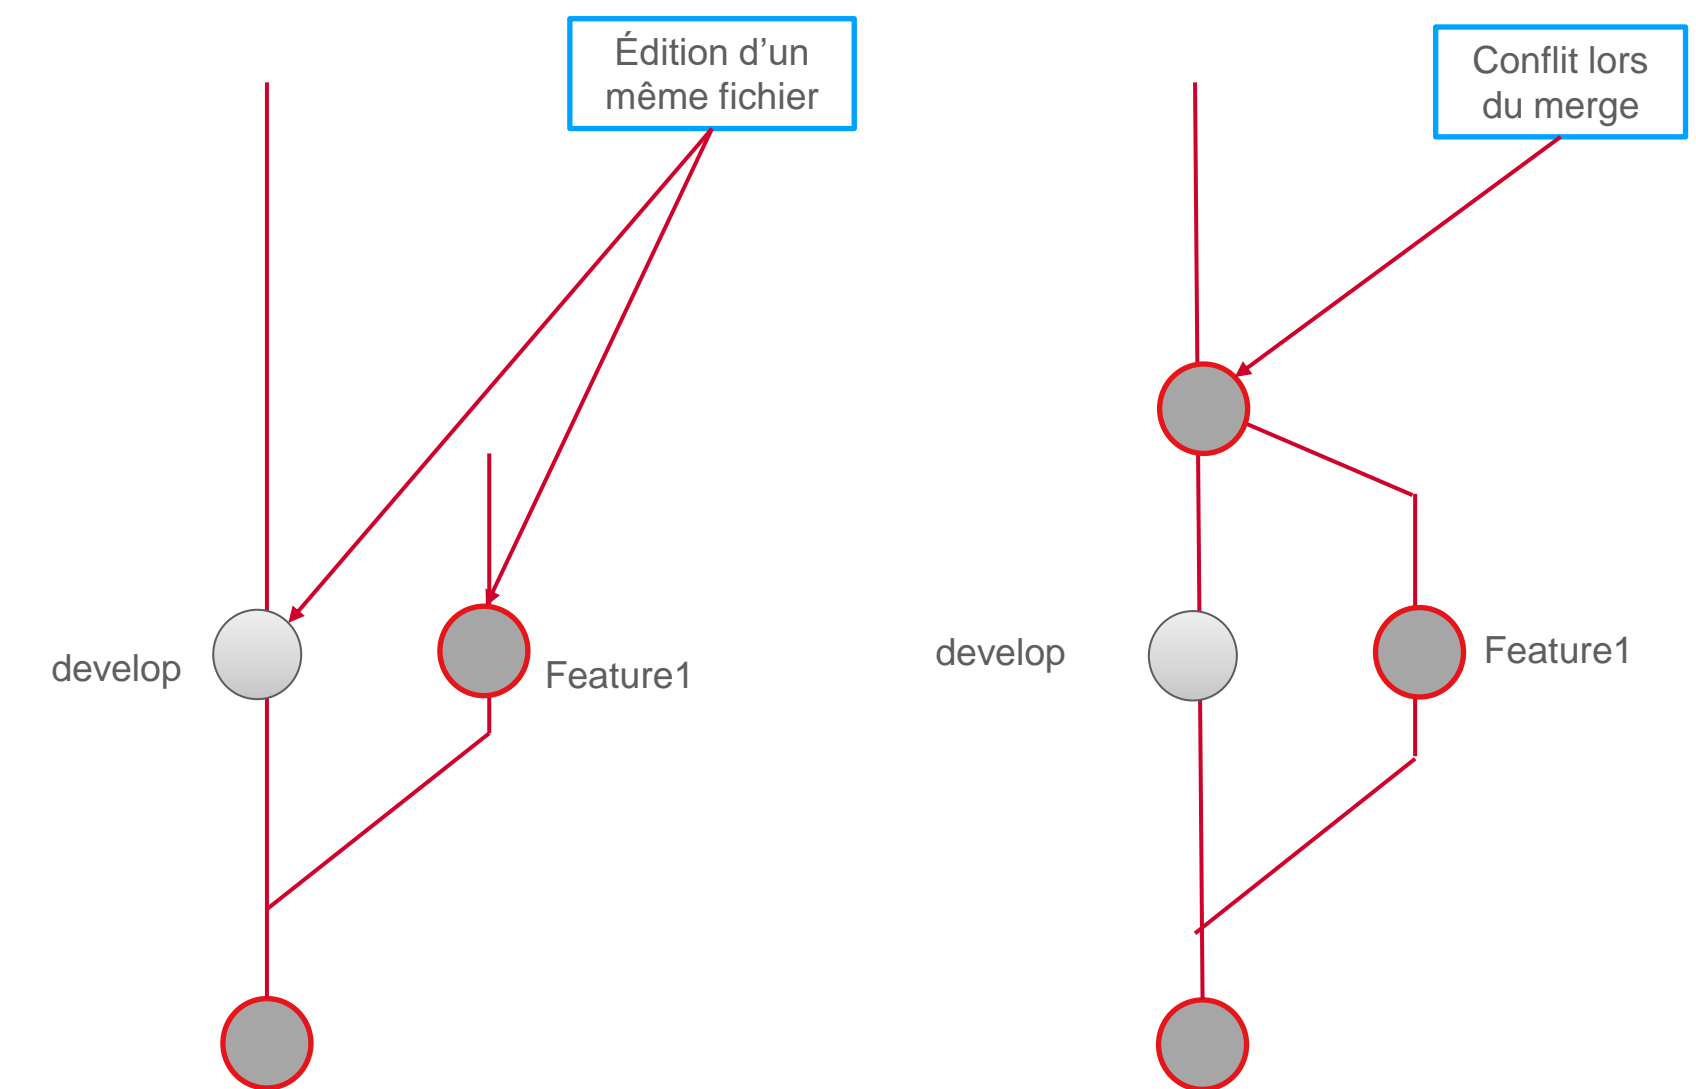 Édition d’un
même fichier
Conflit lors
du merge
develop
Feature1
develop
Feature1